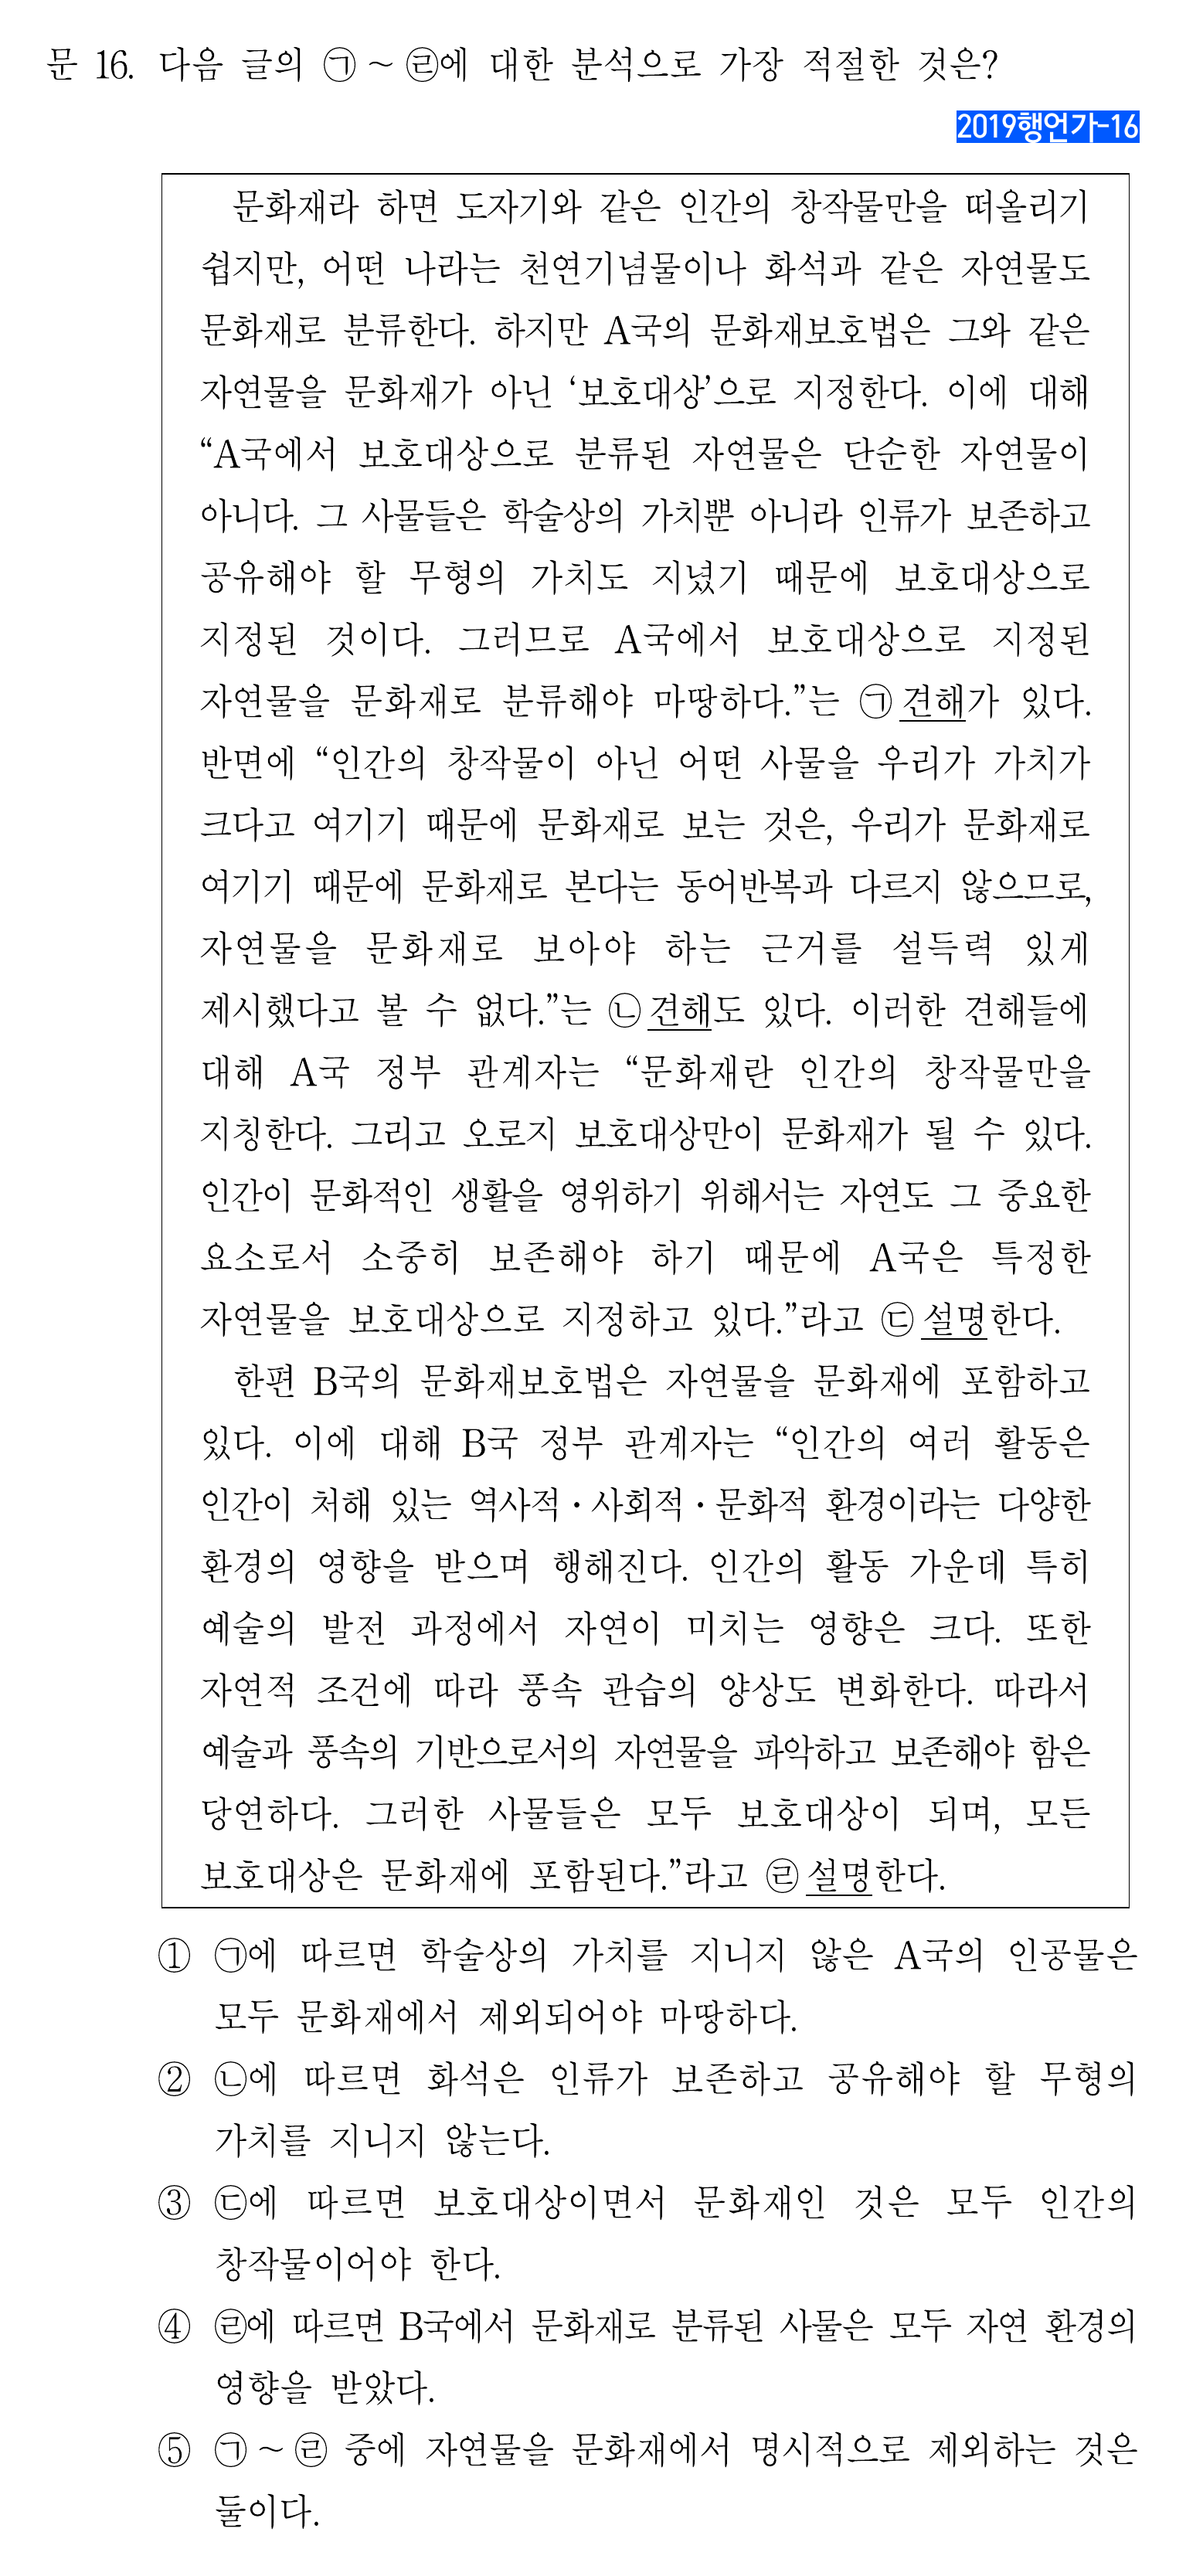 문 16. 다음 글의 ㉠ ~ ㉣에 대한 분석으로 가장 적절한 것은?
2019행언가-16
문화재라 하면 도자기와 같은 인간의 창작물만을 떠올리기
쉽지만, 어떤 나라는 천연기념물이나 화석과 같은 자연물도
문화재로 분류한다. 하지만 A국의 문화재보호법은 그와 같은
자연물을 문화재가 아닌 ‘보호대상’으로 지정한다. 이에 대해
“A국에서 보호대상으로 분류된 자연물은 단순한 자연물이
아니다. 그 사물들은 학술상의 가치뿐 아니라 인류가 보존하고
공유해야 할 무형의 가치도 지녔기 때문에 보호대상으로
지정된 것이다. 그러므로 A국에서 보호대상으로 지정된
자연물을 문화재로 분류해야 마땅하다.”는 ㉠견해가 있다.
반면에 “인간의 창작물이 아닌 어떤 사물을 우리가 가치가
크다고 여기기 때문에 문화재로 보는 것은, 우리가 문화재로
여기기 때문에 문화재로 본다는 동어반복과 다르지 않으므로,
자연물을 문화재로 보아야 하는 근거를 설득력 있게
제시했다고 볼 수 없다.”는 ㉡견해도 있다. 이러한 견해들에
대해 A국 정부 관계자는 “문화재란 인간의 창작물만을
지칭한다. 그리고 오로지 보호대상만이 문화재가 될 수 있다.
인간이 문화적인 생활을 영위하기 위해서는 자연도 그 중요한
요소로서 소중히 보존해야 하기 때문에 A국은 특정한
자연물을 보호대상으로 지정하고 있다.”라고 ㉢설명한다.
한편 B국의 문화재보호법은 자연물을 문화재에 포함하고
있다. 이에 대해 B국 정부 관계자는 “인간의 여러 활동은
인간이 처해 있는 역사적·사회적·문화적 환경이라는 다양한
환경의 영향을 받으며 행해진다. 인간의 활동 가운데 특히
예술의 발전 과정에서 자연이 미치는 영향은 크다. 또한
자연적 조건에 따라 풍속 관습의 양상도 변화한다. 따라서
예술과 풍속의 기반으로서의 자연물을 파악하고 보존해야 함은
당연하다. 그러한 사물들은 모두 보호대상이 되며, 모든
보호대상은 문화재에 포함된다.”라고 ㉣설명한다.
① ㉠에 따르면 학술상의 가치를 지니지 않은 A국의 인공물은
모두 문화재에서 제외되어야 마땅하다.
② ㉡에 따르면 화석은 인류가 보존하고 공유해야 할 무형의
가치를 지니지 않는다.
③ ㉢에 따르면 보호대상이면서 문화재인 것은 모두 인간의
창작물이어야 한다.
④ ㉣에 따르면 B국에서 문화재로 분류된 사물은 모두 자연 환경의
영향을 받았다.
⑤ ㉠ ~ ㉣ 중에 자연물을 문화재에서 명시적으로 제외하는 것은
둘이다.